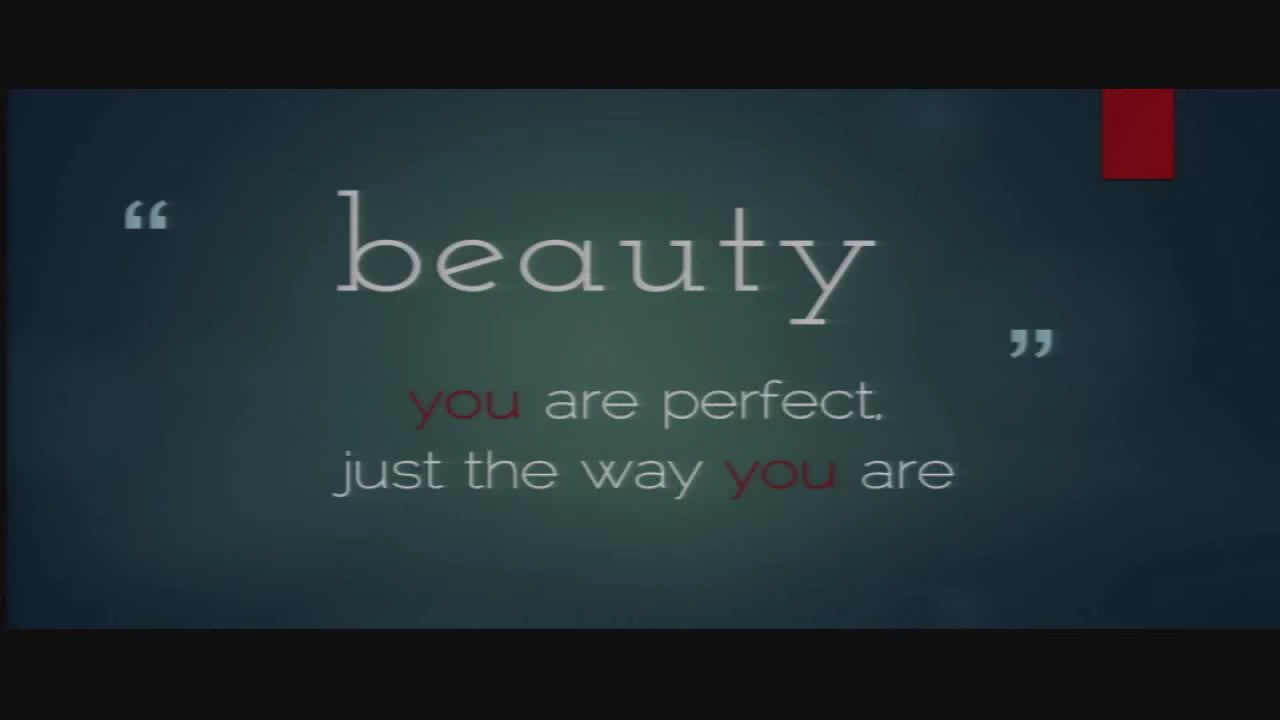 “ beauty ”
you are perfect,
just the way you are